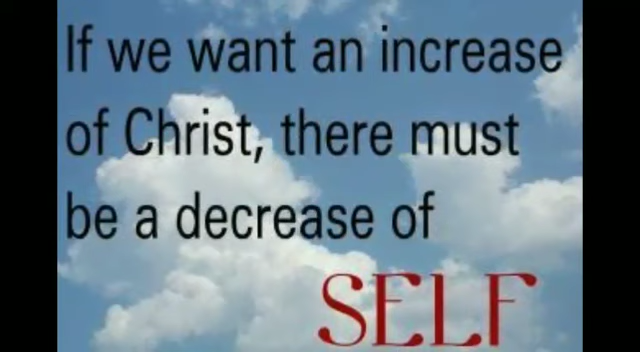 If we want an increase
of Christ, there must
be a decrease of
SELF